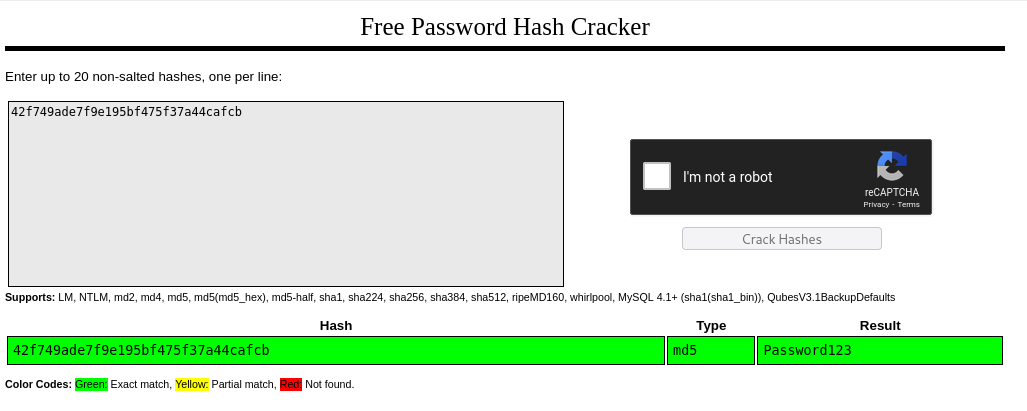 Free Password Hash Cracker
Enter up to 20 non-salted hashes, one per line:
42f749ade7f9e195bf475f37a44cafcb
I'm not a robot
reCAPTCHA
Privacy - Terms
Crack Hashes
Supports: LM, NTLM, md2, md4, md5, md5(md5_hex), md5-half, sha1, sha224, sha256, sha384, sha512, ripeMD160, whirlpool, MySQL 4.1+ (sha1(sha1_bin)), QubesV3.1BackupDefaults
Hash Type Result
42f749ade7f9e195bf475f37a44cafcb md5 Password123
Color Codes: Green: Exact match, Yellow: Partial match, Red: Not found.